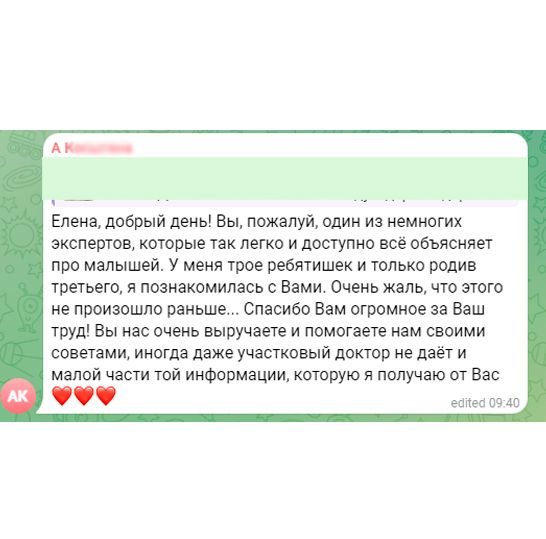 А К
Елена, добрый день! Вы, пожалуй, один из немногих
экспертов, которые так легко и доступно всё объясняет
про малышей. У меня трое ребятишек и только родив
третьего, я познакомилась с Вами. Очень жаль, что этого
не произошло раньше... Спасибо Вам огромное за Ваш
труд! Вы нас очень выручаете и помогаете нам своими
советами, иногда даже участковый доктор не даёт и
малой части той информации, которую я получаю от Вас
❤️❤️❤️
edited 09:40
АК